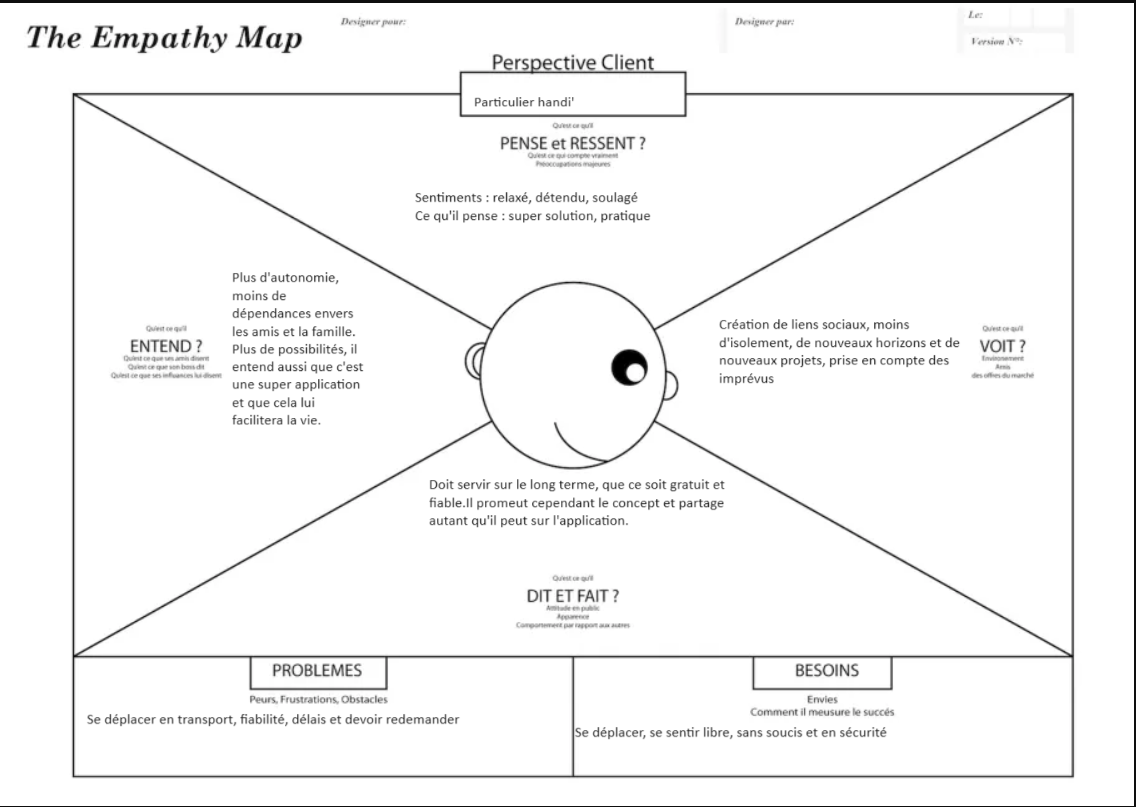 The Empathy Map
Designer pour:
Designer par:
Le:
Version N°:
Perspective Client
Particulier handi'
Qu'est ce qu'il
PENSE et RESSENT ?
Qu'est ce qui compte vraiment
Préoccupations majeures
Sentiments : relaxé, détendu, soulagé
Ce qu'il pense : super solution, pratique
Qu'est ce qu'il
ENTEND ?
Qu'est ce que ses amis disent
Qu'est ce que son boss dit
Qu'est ce que ses influances lui disent
Plus d'autonomie,
moins de
dépendances envers
les amis et la famille.
Plus de possibilités, il
entend aussi que c'est
une super application
et que cela lui
facilitera la vie.
Création de liens sociaux, moins
d'isolement, de nouveaux horizons et de
nouveaux projets, prise en compte des
imprévus
Qu'est ce qu'il
VOIT ?
Environement
Amis
des offres du marché
Doit servir sur le long terme, que ce soit gratuit et
fiable.Il promeut cependant le concept et partage
autant qu'il peut sur l'application.
Qu'est ce qu'il
DIT ET FAIT ?
Attitude en public
Apparence
Comportement par rapport aux autres
PROBLEMES
Peurs, Frustrations, Obstacles
Se déplacer en transport, fiabilité, délais et devoir redemander
BESOINS
Envies
Comment il meusure le succés
Se déplacer, se sentir libre, sans soucis et en sécurité